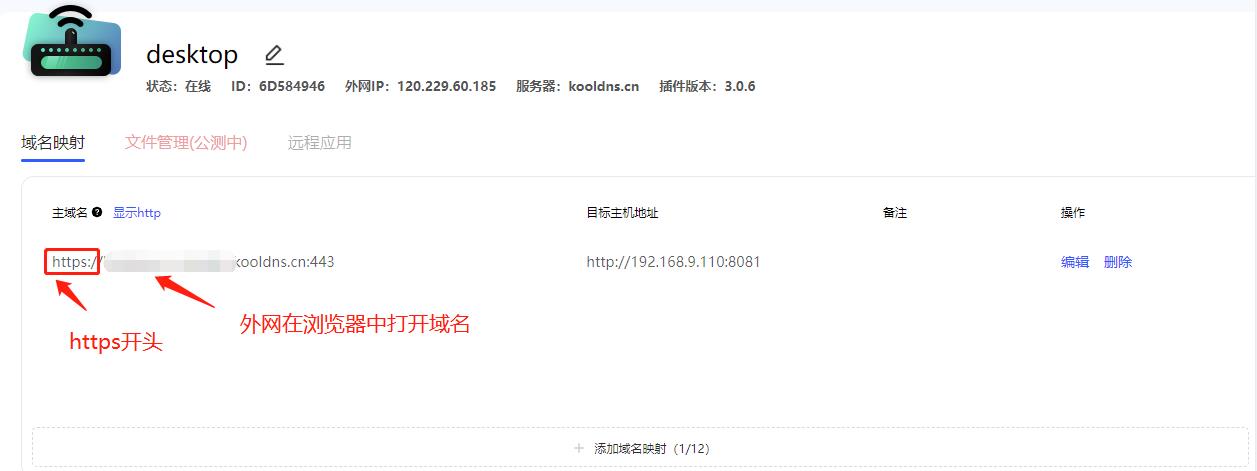 desktop
状态：在线 ID：6D584946 外网IP：120.229.60.185 服务器：kooldns.cn 插件版本：3.0.6
域名映射 文件管理(公测中) 远程应用
主域名 ? 显示http 目标主机地址 备注 操作
https:// kooldns.cn:443 http://192.168.9.110:8081 编辑 删除
外网在浏览器中打开域名
https开头
+ 添加域名映射（1/12）